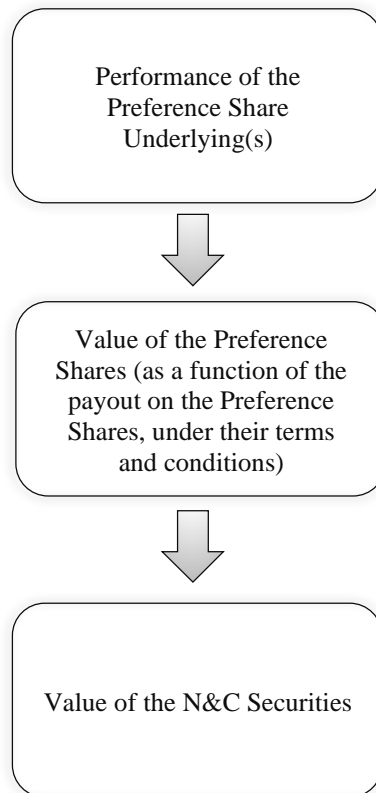 Performance of the
Preference Share
Underlying(s)
Value of the Preference
Shares (as a function of the
payout on the Preference
Shares, under their terms
and conditions)
Value of the N&C Securities